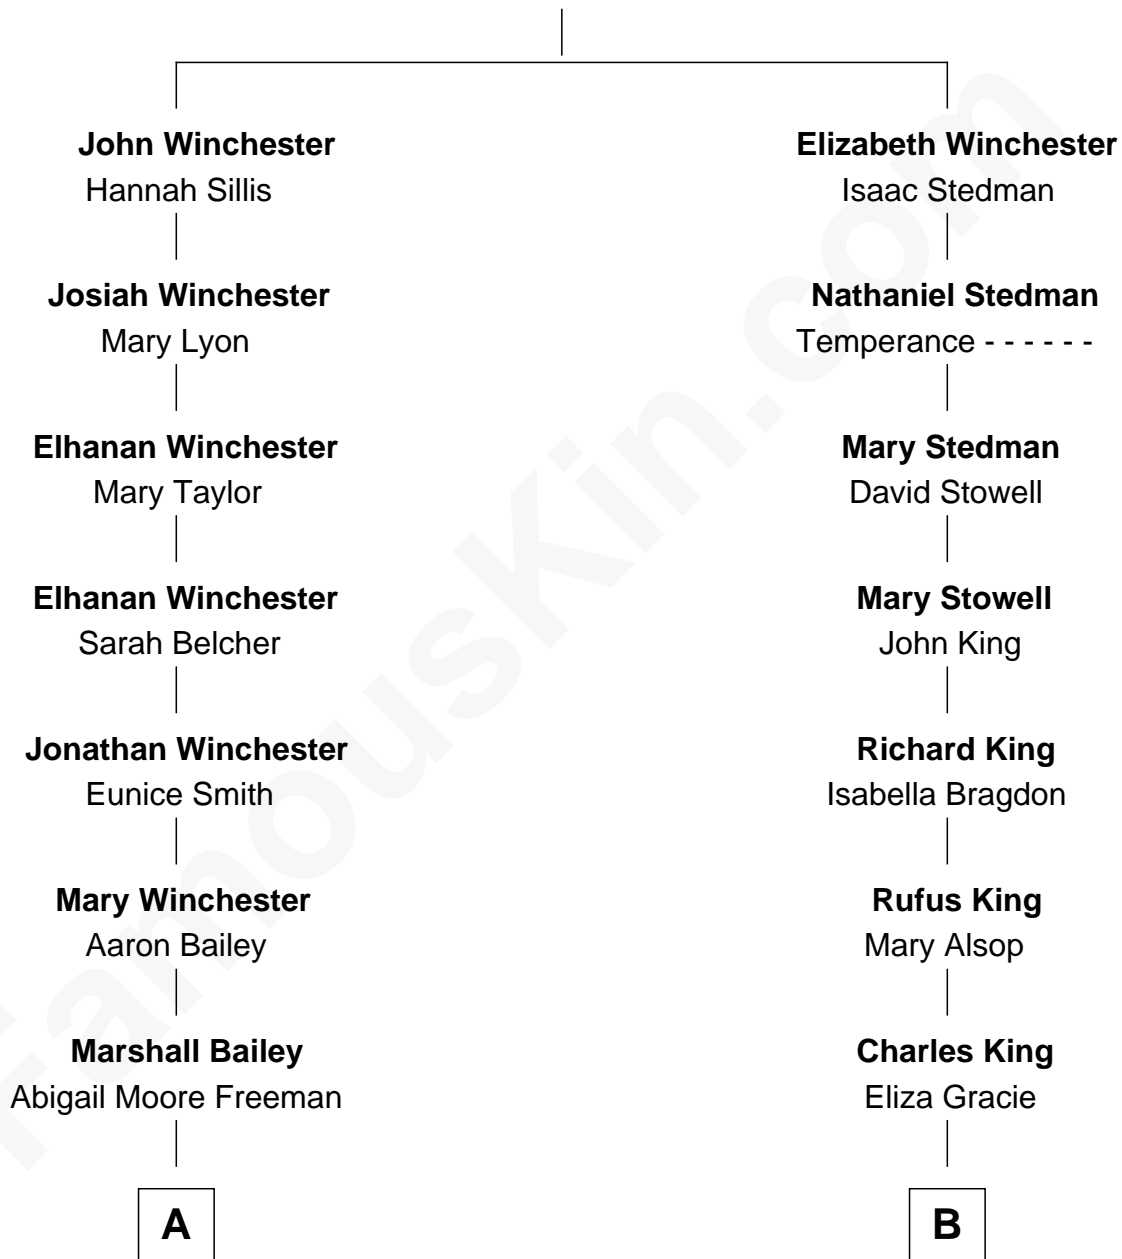 John Winchester
Hannah Sillis
Josiah Winchester
Mary Lyon
Elhanan Winchester
Mary Taylor
Elhanan Winchester
Sarah Belcher
Jonathan Winchester
Eunice Smith
Mary Winchester
Aaron Bailey
Marshall Bailey
Abigail Moore Freeman
A
Elizabeth Winchester
Isaac Stedman
Nathaniel Stedman
Temperance - - - - - -
Mary Stedman
David Stowell
Mary Stowell
John King
Richard King
Isabella Bragdon
Rufus King
Mary Alsop
Charles King
Eliza Gracie
B
FamousKin.com